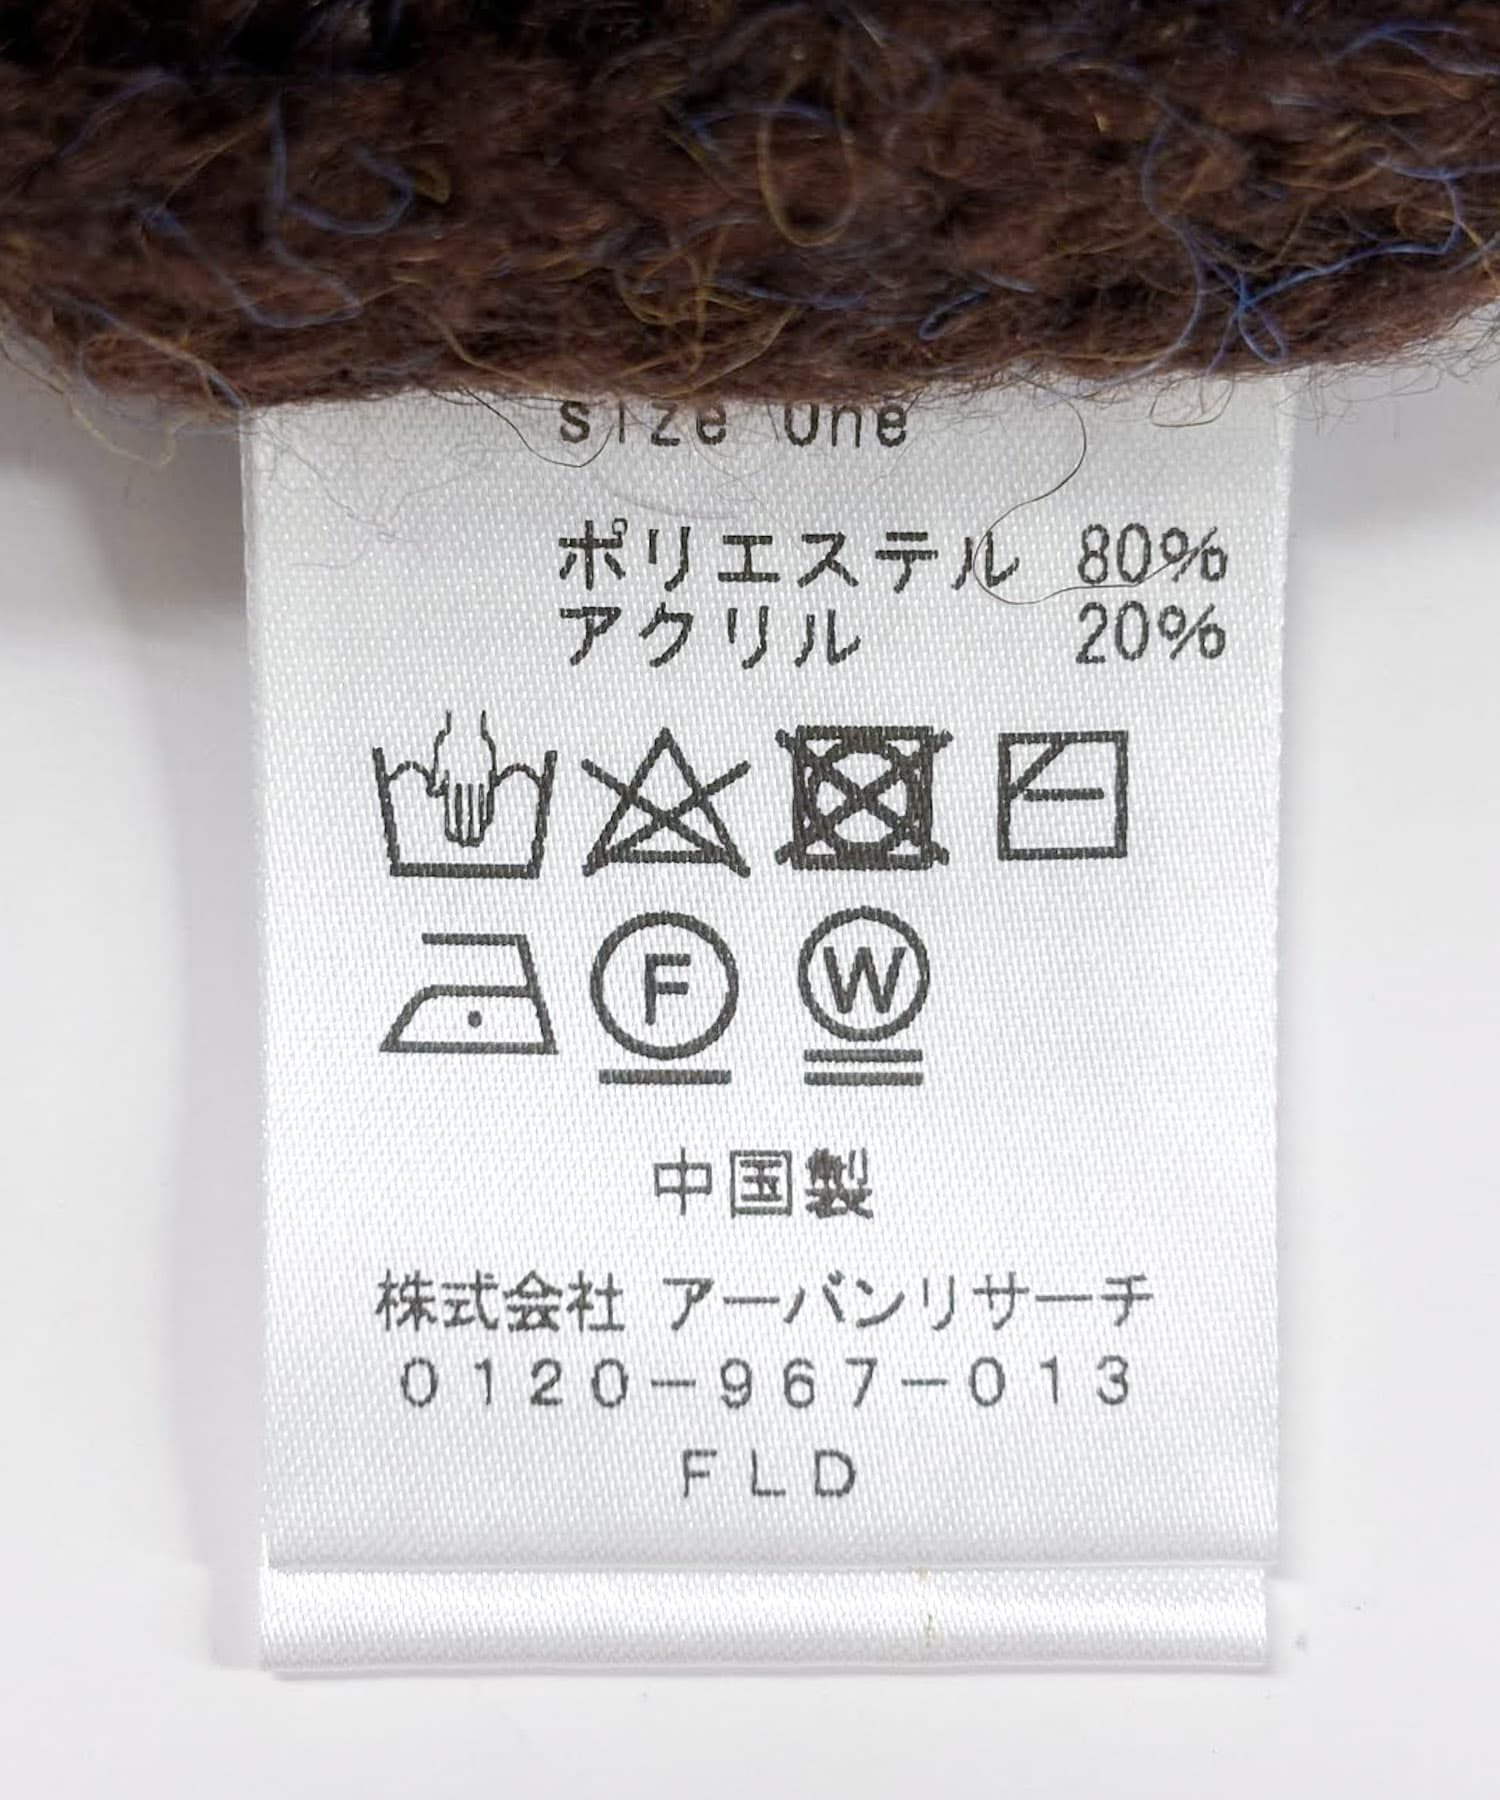 size One
ポリエステル 80%
アクリル 20%
F W
中国製
株式会社 アーバンリサーチ
0120-967-013
FLD